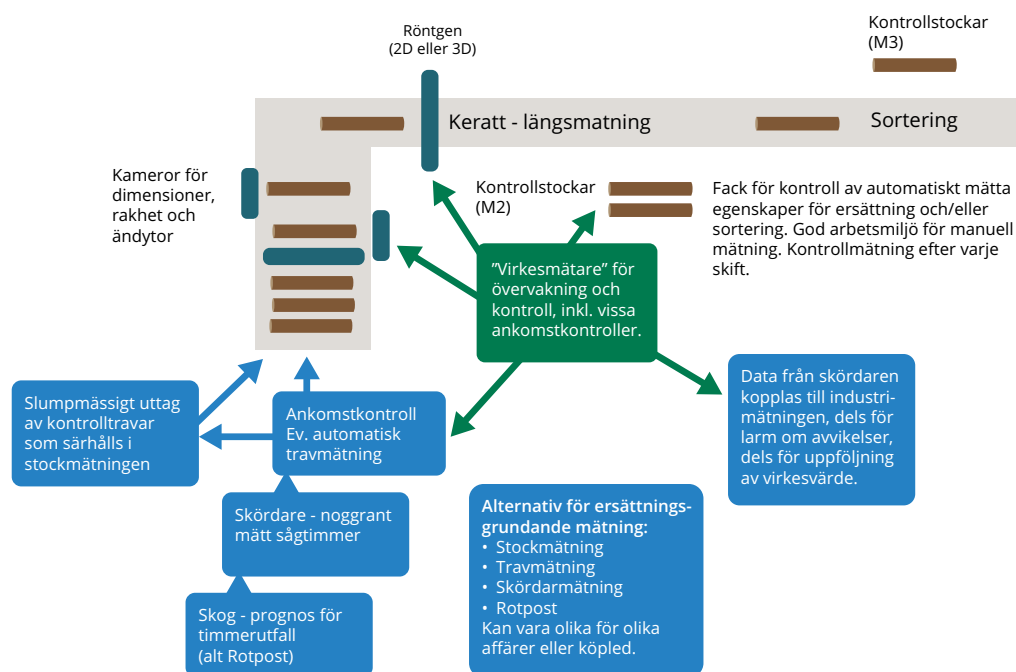 Kontrollstockar
(M3)
Röntgen
(2D eller 3D)
Keratt - längsmatning
Sortering
Kameror för
dimensioner,
rakhet och
ändytor
Kontrollstockar
(M2)
Fack för kontroll av automatiskt mätta
egenskaper för ersättning och/eller
sortering. God arbetsmiljö för manuell
mätning. Kontrollmätning efter varje
skift.
”Virkesmätare” för
övervakning och
kontroll, inkl. vissa
ankomstkontroller.
Slumpmässigt uttag
av kontrolltravar
som särhålls i
stockmätningen
Ankomstkontroll
Ev. automatisk
travmätning
Data från skördaren
kopplas till industri-
mätningen, dels för
larm om avvikelser,
dels för uppföljning
av virkesvärde.
Skördare - noggrant
mätt sågtimmer
Alternativ för ersättnings-
grundande mätning:
• Stockmätning
• Travmätning
• Skördarmätning
• Rotpost
Kan vara olika för olika
affärer eller köpled.
Skog - prognos för
timmerutfall
(alt Rotpost)